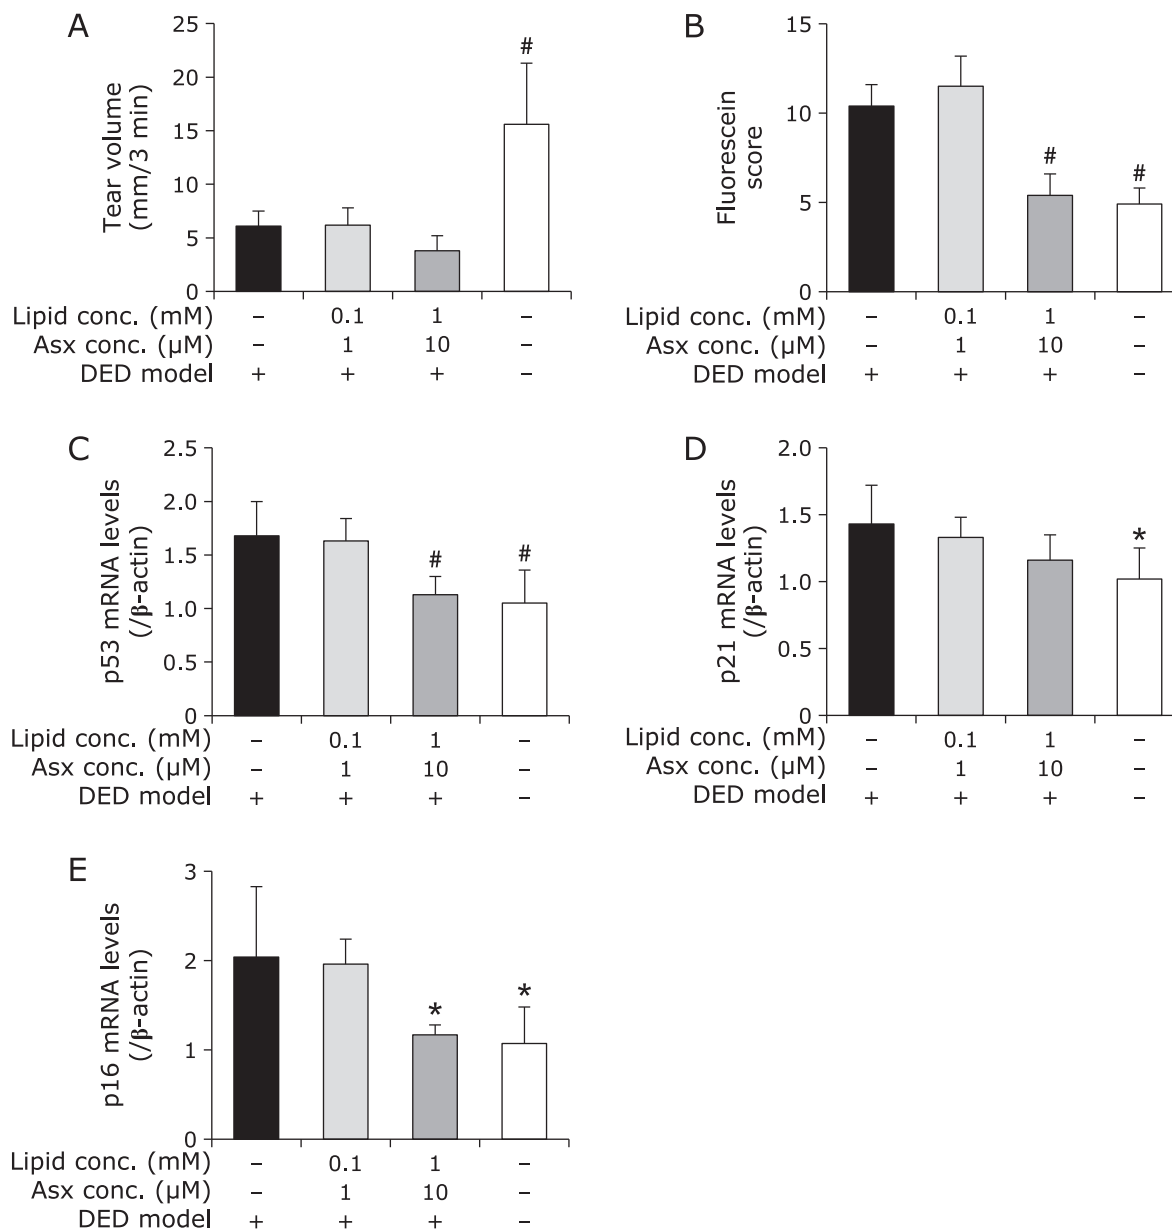 A
Tear volume
(mm/3 min)
25
20
15
10
5
0
#
Lipid conc. (mM) – 0.1 1 –
Asx conc. (µM) – 1 10 –
DED model + + + –
B
Fluorescein
score
15
10
5
0
# #
Lipid conc. (mM) – 0.1 1 –
Asx conc. (µM) – 1 10 –
DED model + + + –
C
p53 mRNA levels
(/β-actin)
2.5
2.0
1.5
1.0
0.5
0
# #
Lipid conc. (mM) – 0.1 1 –
Asx conc. (µM) – 1 10 –
DED model + + + –
D
p21 mRNA levels
(/β-actin)
2.0
1.5
1.0
0.5
0
*
Lipid conc. (mM) – 0.1 1 –
Asx conc. (µM) – 1 10 –
DED model + + + –
E
p16 mRNA levels
(/β-actin)
3
2
1
0
* *
Lipid conc. (mM) – 0.1 1 –
Asx conc. (µM) – 1 10 –
DED model + + + –